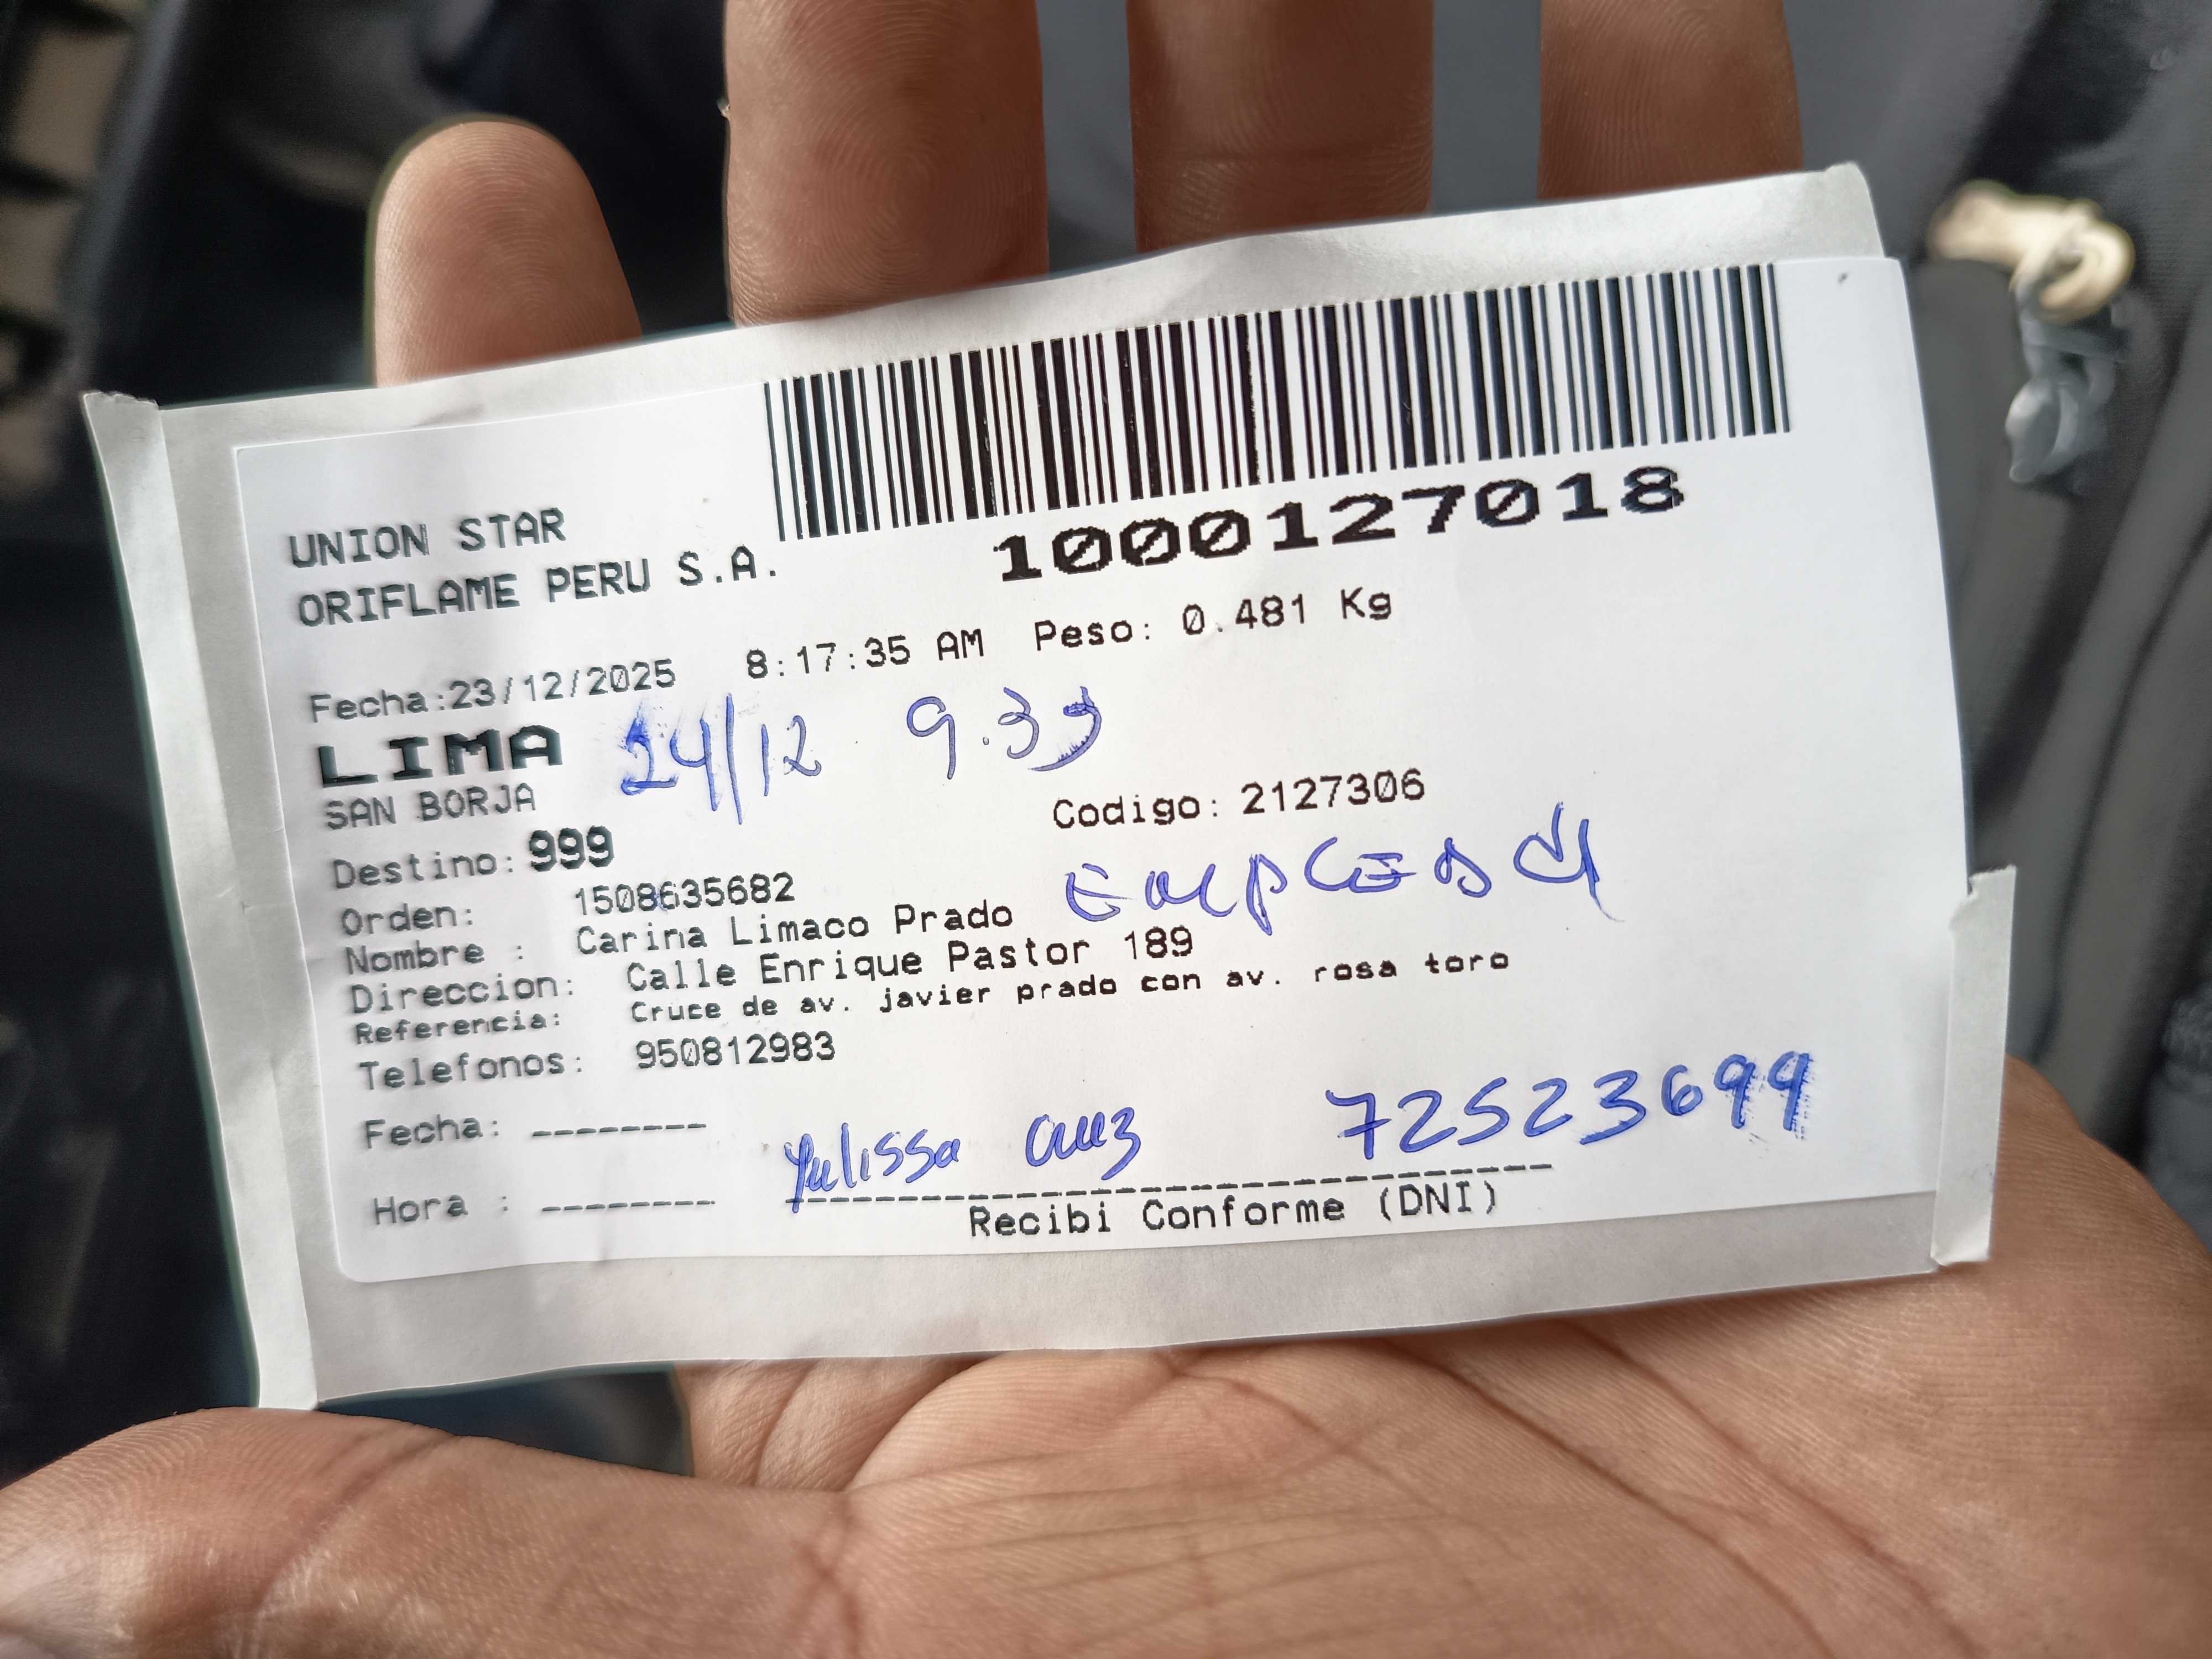 1000127018
UNION STAR
ORIFLAME PERU S.A.
Fecha:23/12/2025 8:17:35 AM Peso: 0.481 Kg
LIMA 24/12 9.39
SAN BORJA
Codigo: 2127306
Destino: 999
Orden: 1508635682
Nombre : Carina Limaco Prado
Direccion: Calle Enrique Pastor 189
Referencia: Cruce de av. javier prado con av. rosa toro
Telefonos: 950812983
Fecha: --------
Yulissa Cruz 72523699
Hora : --------
Recibi Conforme (DNI)